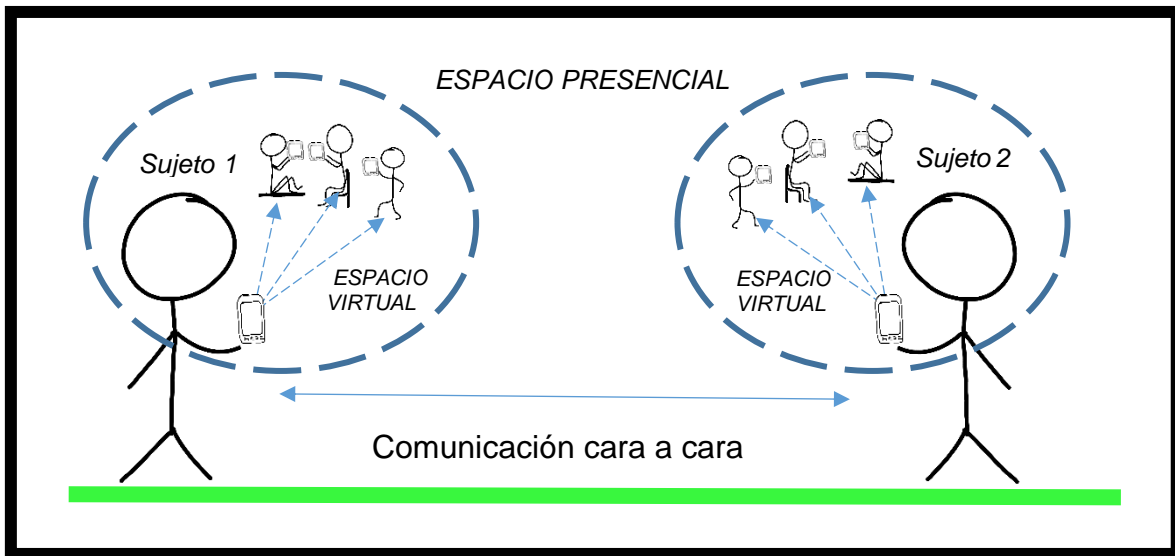 ESPACIO PRESENCIAL
Sujeto 1
Sujeto 2
ESPACIO
VIRTUAL
ESPACIO
VIRTUAL
Comunicación cara a cara